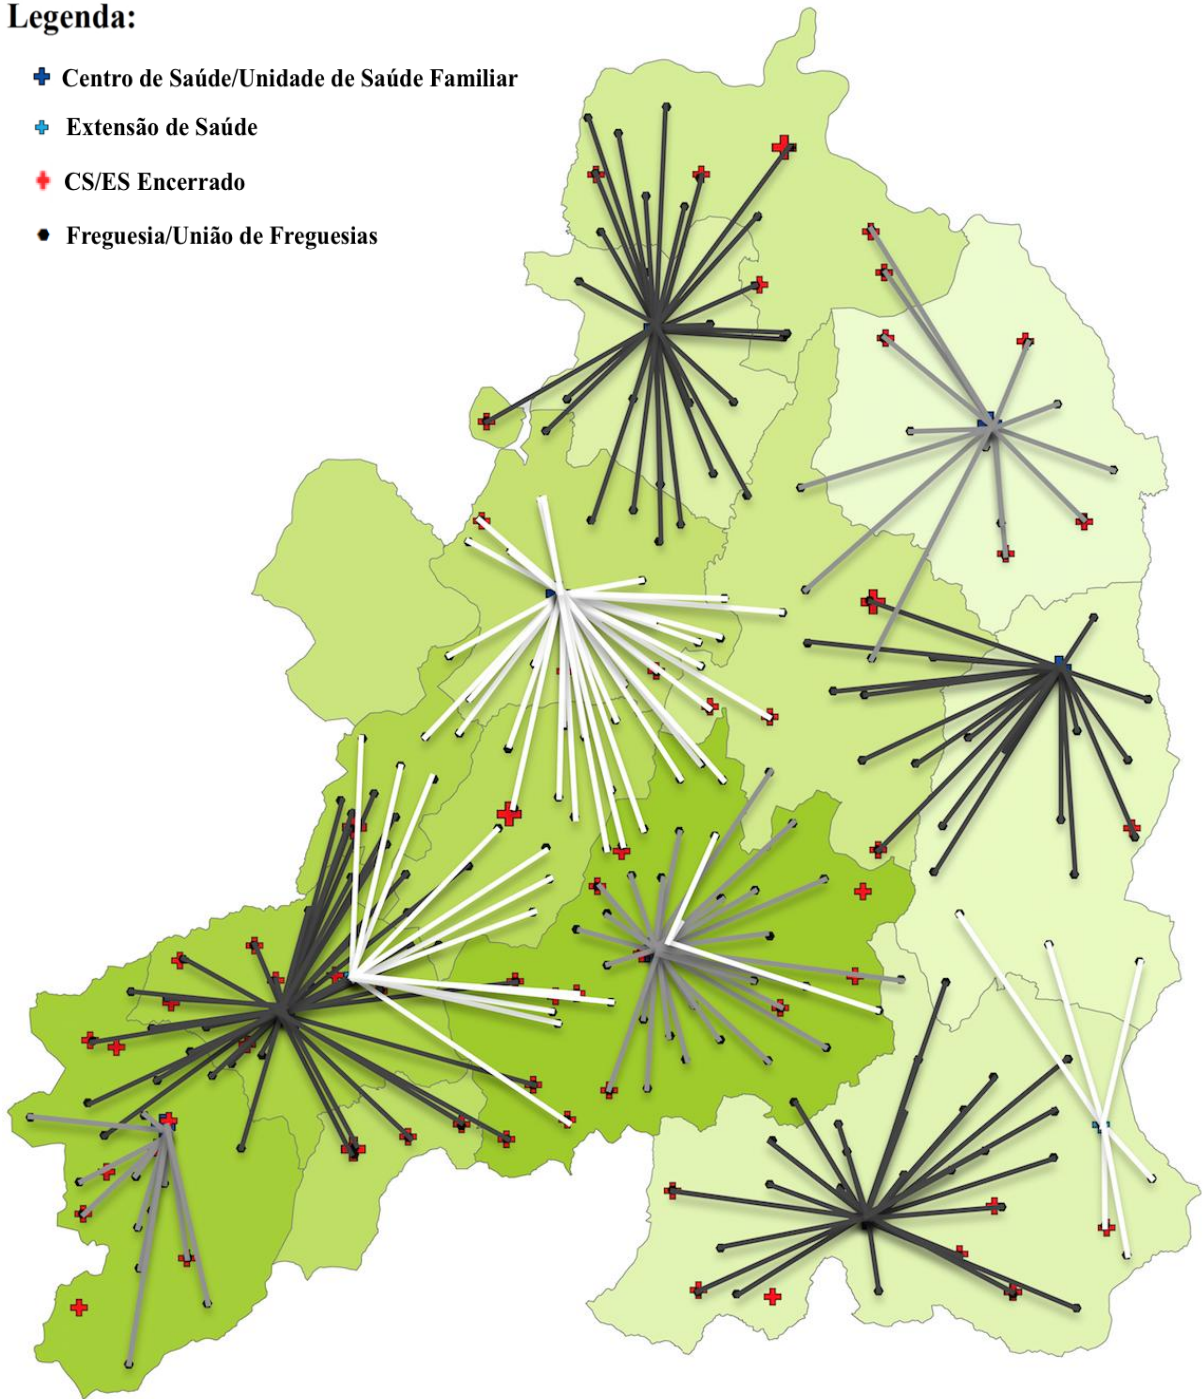 Legenda:
Centro de Saúde/Unidade de Saúde Familiar
Extensão de Saúde
CS/ES Encerrado
Freguesia/União de Freguesias